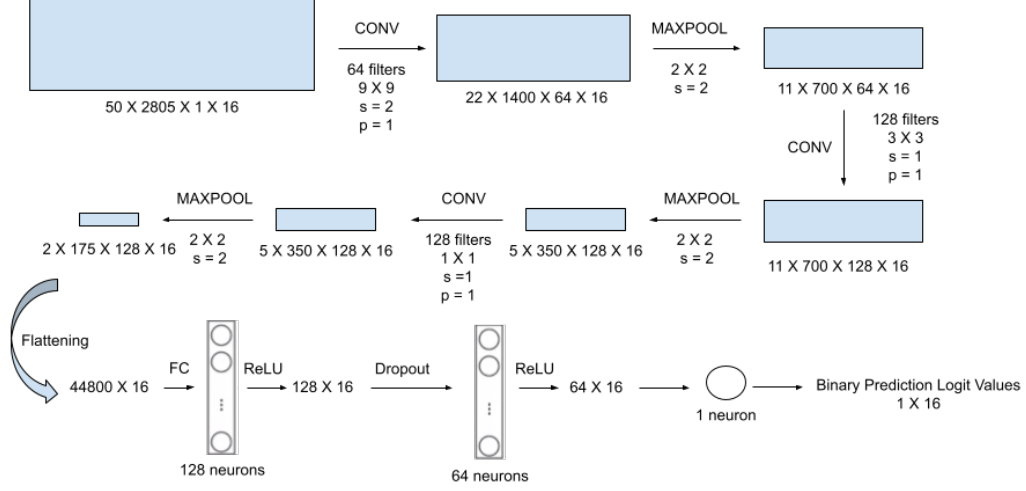 50 X 2805 X 1 X 16
CONV
64 filters
9 X 9
s = 2
p = 1
22 X 1400 X 64 X 16
MAXPOOL
2 X 2
s = 2
11 X 700 X 64 X 16
CONV
128 filters
3 X 3
s = 1
p = 1
11 X 700 X 128 X 16
MAXPOOL
2 X 2
s = 2
5 X 350 X 128 X 16
CONV
128 filters
1 X 1
s =1
p = 1
5 X 350 X 128 X 16
MAXPOOL
2 X 2
s = 2
2 X 175 X 128 X 16
Flattening
44800 X 16
FC
128 neurons
ReLU
128 X 16
Dropout
64 neurons
ReLU
64 X 16
1 neuron
Binary Prediction Logit Values
1 X 16